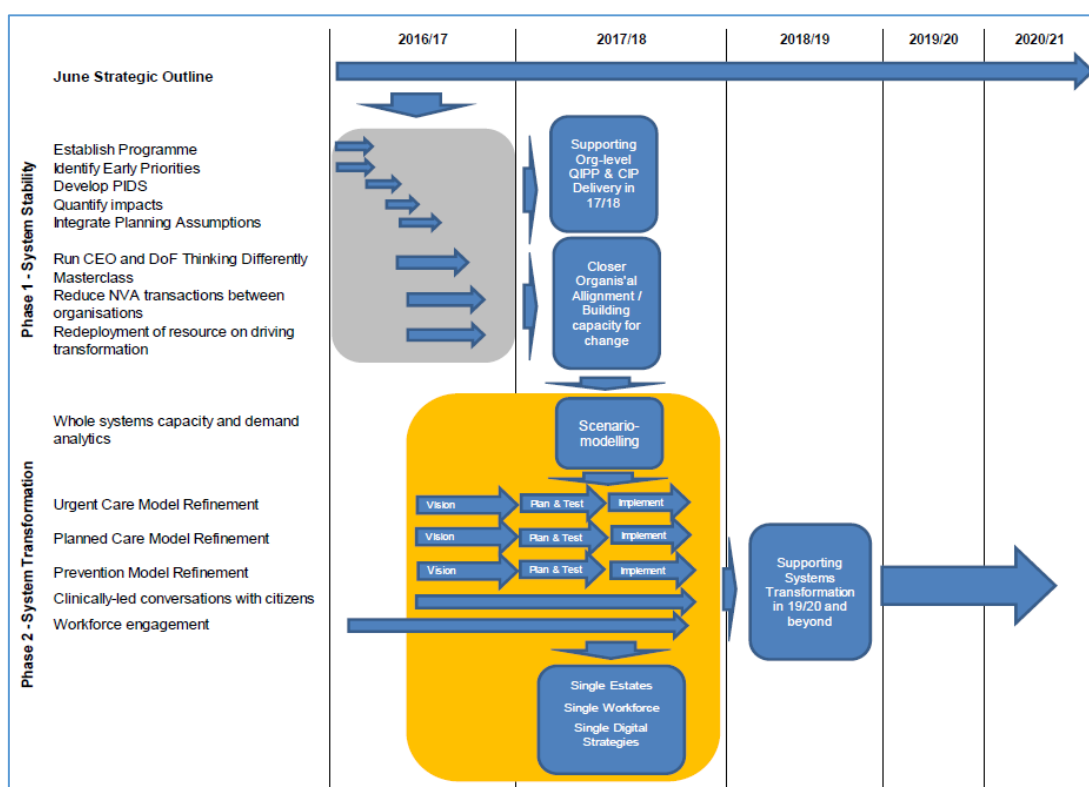 2016/17
2017/18
2018/19
2019/20
2020/21
June Strategic Outline
Phase 1 - System Stability
Establish Programme
Identify Early Priorities
Develop PIDS
Quantify impacts
Integrate Planning Assumptions
Run CEO and DoF Thinking Differently
Masterclass
Reduce NVA transactions between
organisations
Redeployment of resource on driving
transformation
Supporting
Org-level
QIPP & CIP
Delivery in
17/18
Closer
Organis'al
Allignment /
Building
capacity for
change
Phase 2 -System Transformation
Whole systems capacity and demand
analytics
Scenario-
modelling
Urgent Care Model Refinement
Vision
Plan & Test
Implement
Planned Care Model Refinement
Vision
Plan & Test
Implement
Prevention Model Refinement
Vision
Plan & Test
Implement
Clinically-led conversations with citizens
Workforce engagement
Supporting
Systems
Transformation
in 19/20 and
beyond
Single Estates
Single Workforce
Single Digital
Strategies